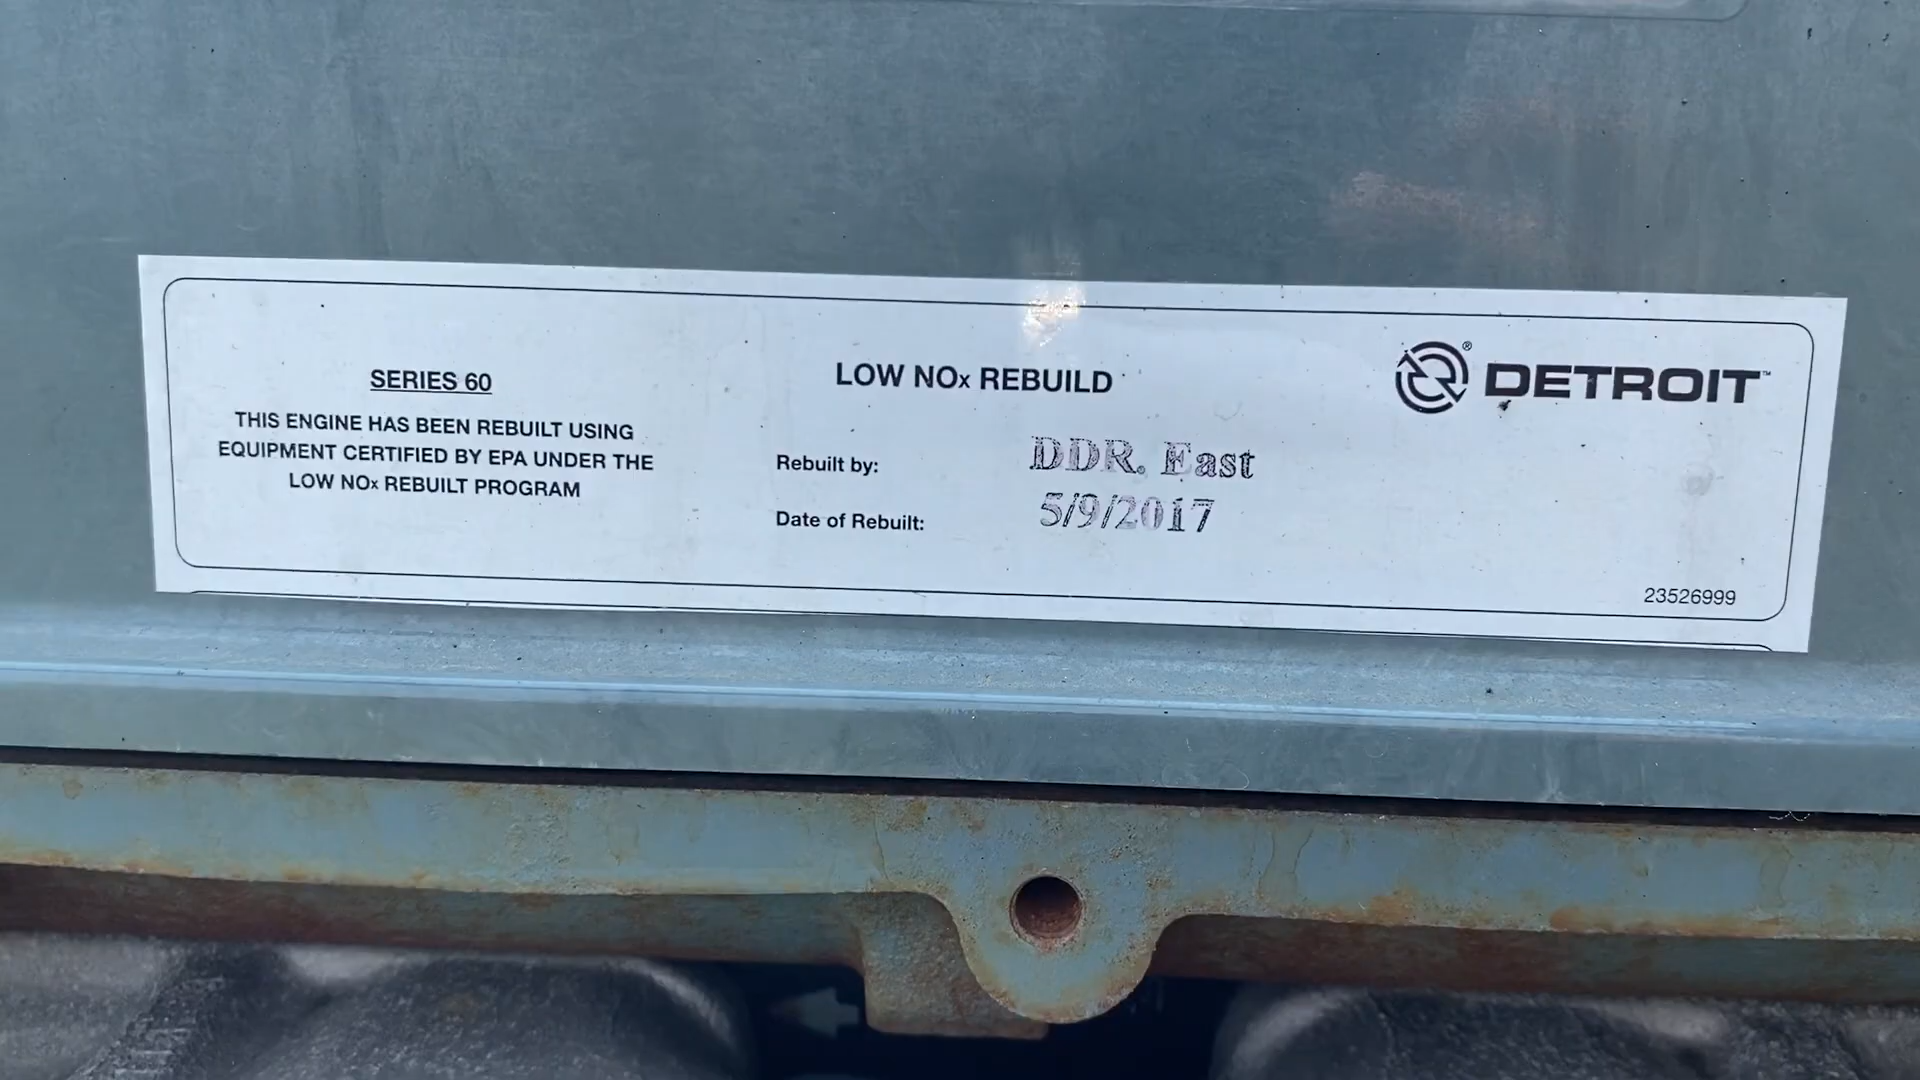 SERIES 60
THIS ENGINE HAS BEEN REBUILT USING
EQUIPMENT CERTIFIED BY EPA UNDER THE
LOW NOx REBUILT PROGRAM
LOW NOx REBUILD
Rebuilt by: DDR. East
Date of Rebuilt: 5/9/2017
® DETROIT™
23526999